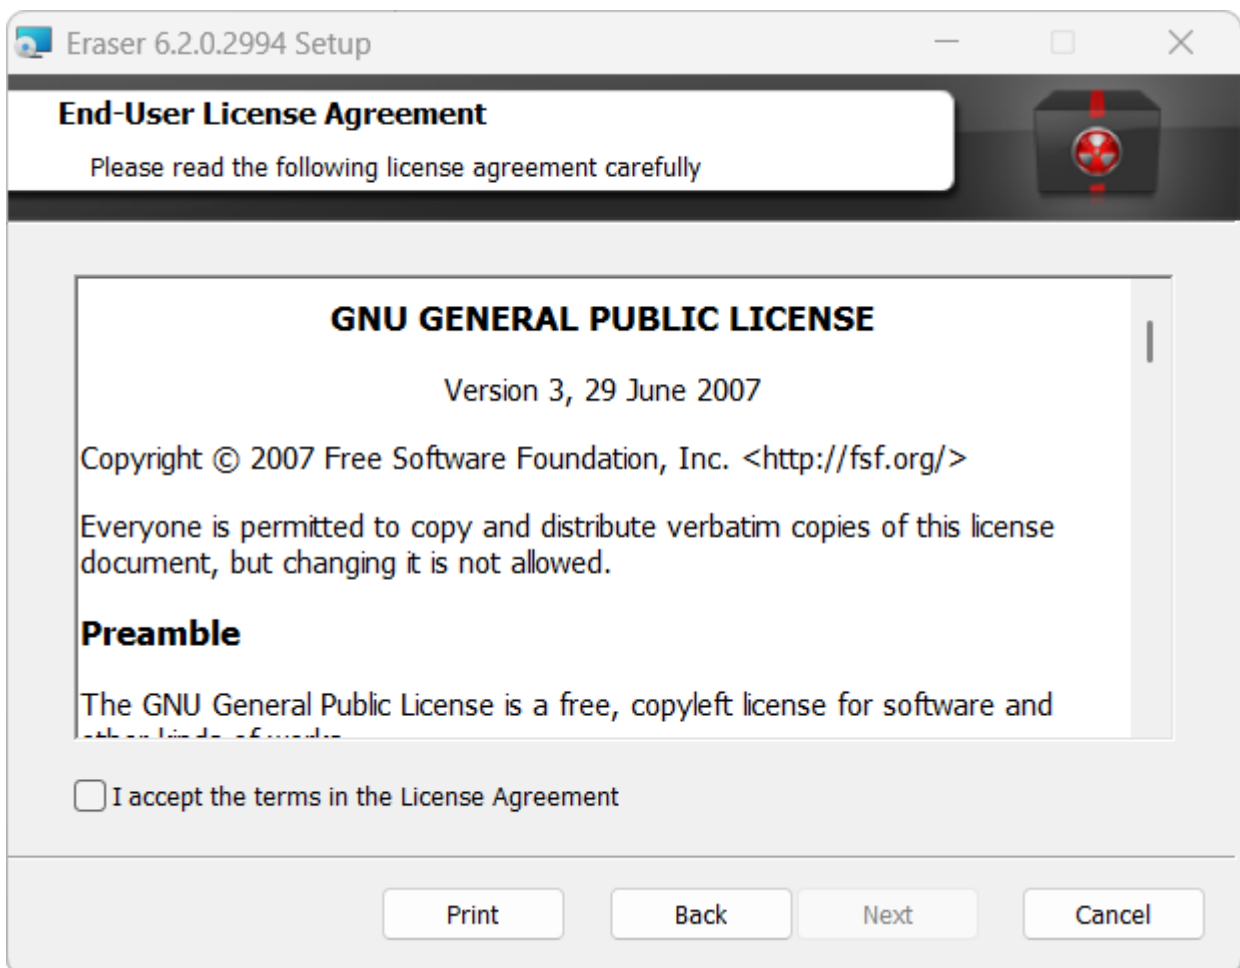 Eraser 6.2.0.2994 Setup
End-User License Agreement
Please read the following license agreement carefully
GNU GENERAL PUBLIC LICENSE
Version 3, 29 June 2007
Copyright © 2007 Free Software Foundation, Inc. <http://fsf.org/>
Everyone is permitted to copy and distribute verbatim copies of this license
document, but changing it is not allowed.
Preamble
The GNU General Public License is a free, copyleft license for software and
other kinds of works.
I accept the terms in the License Agreement
Print
Back
Next
Cancel